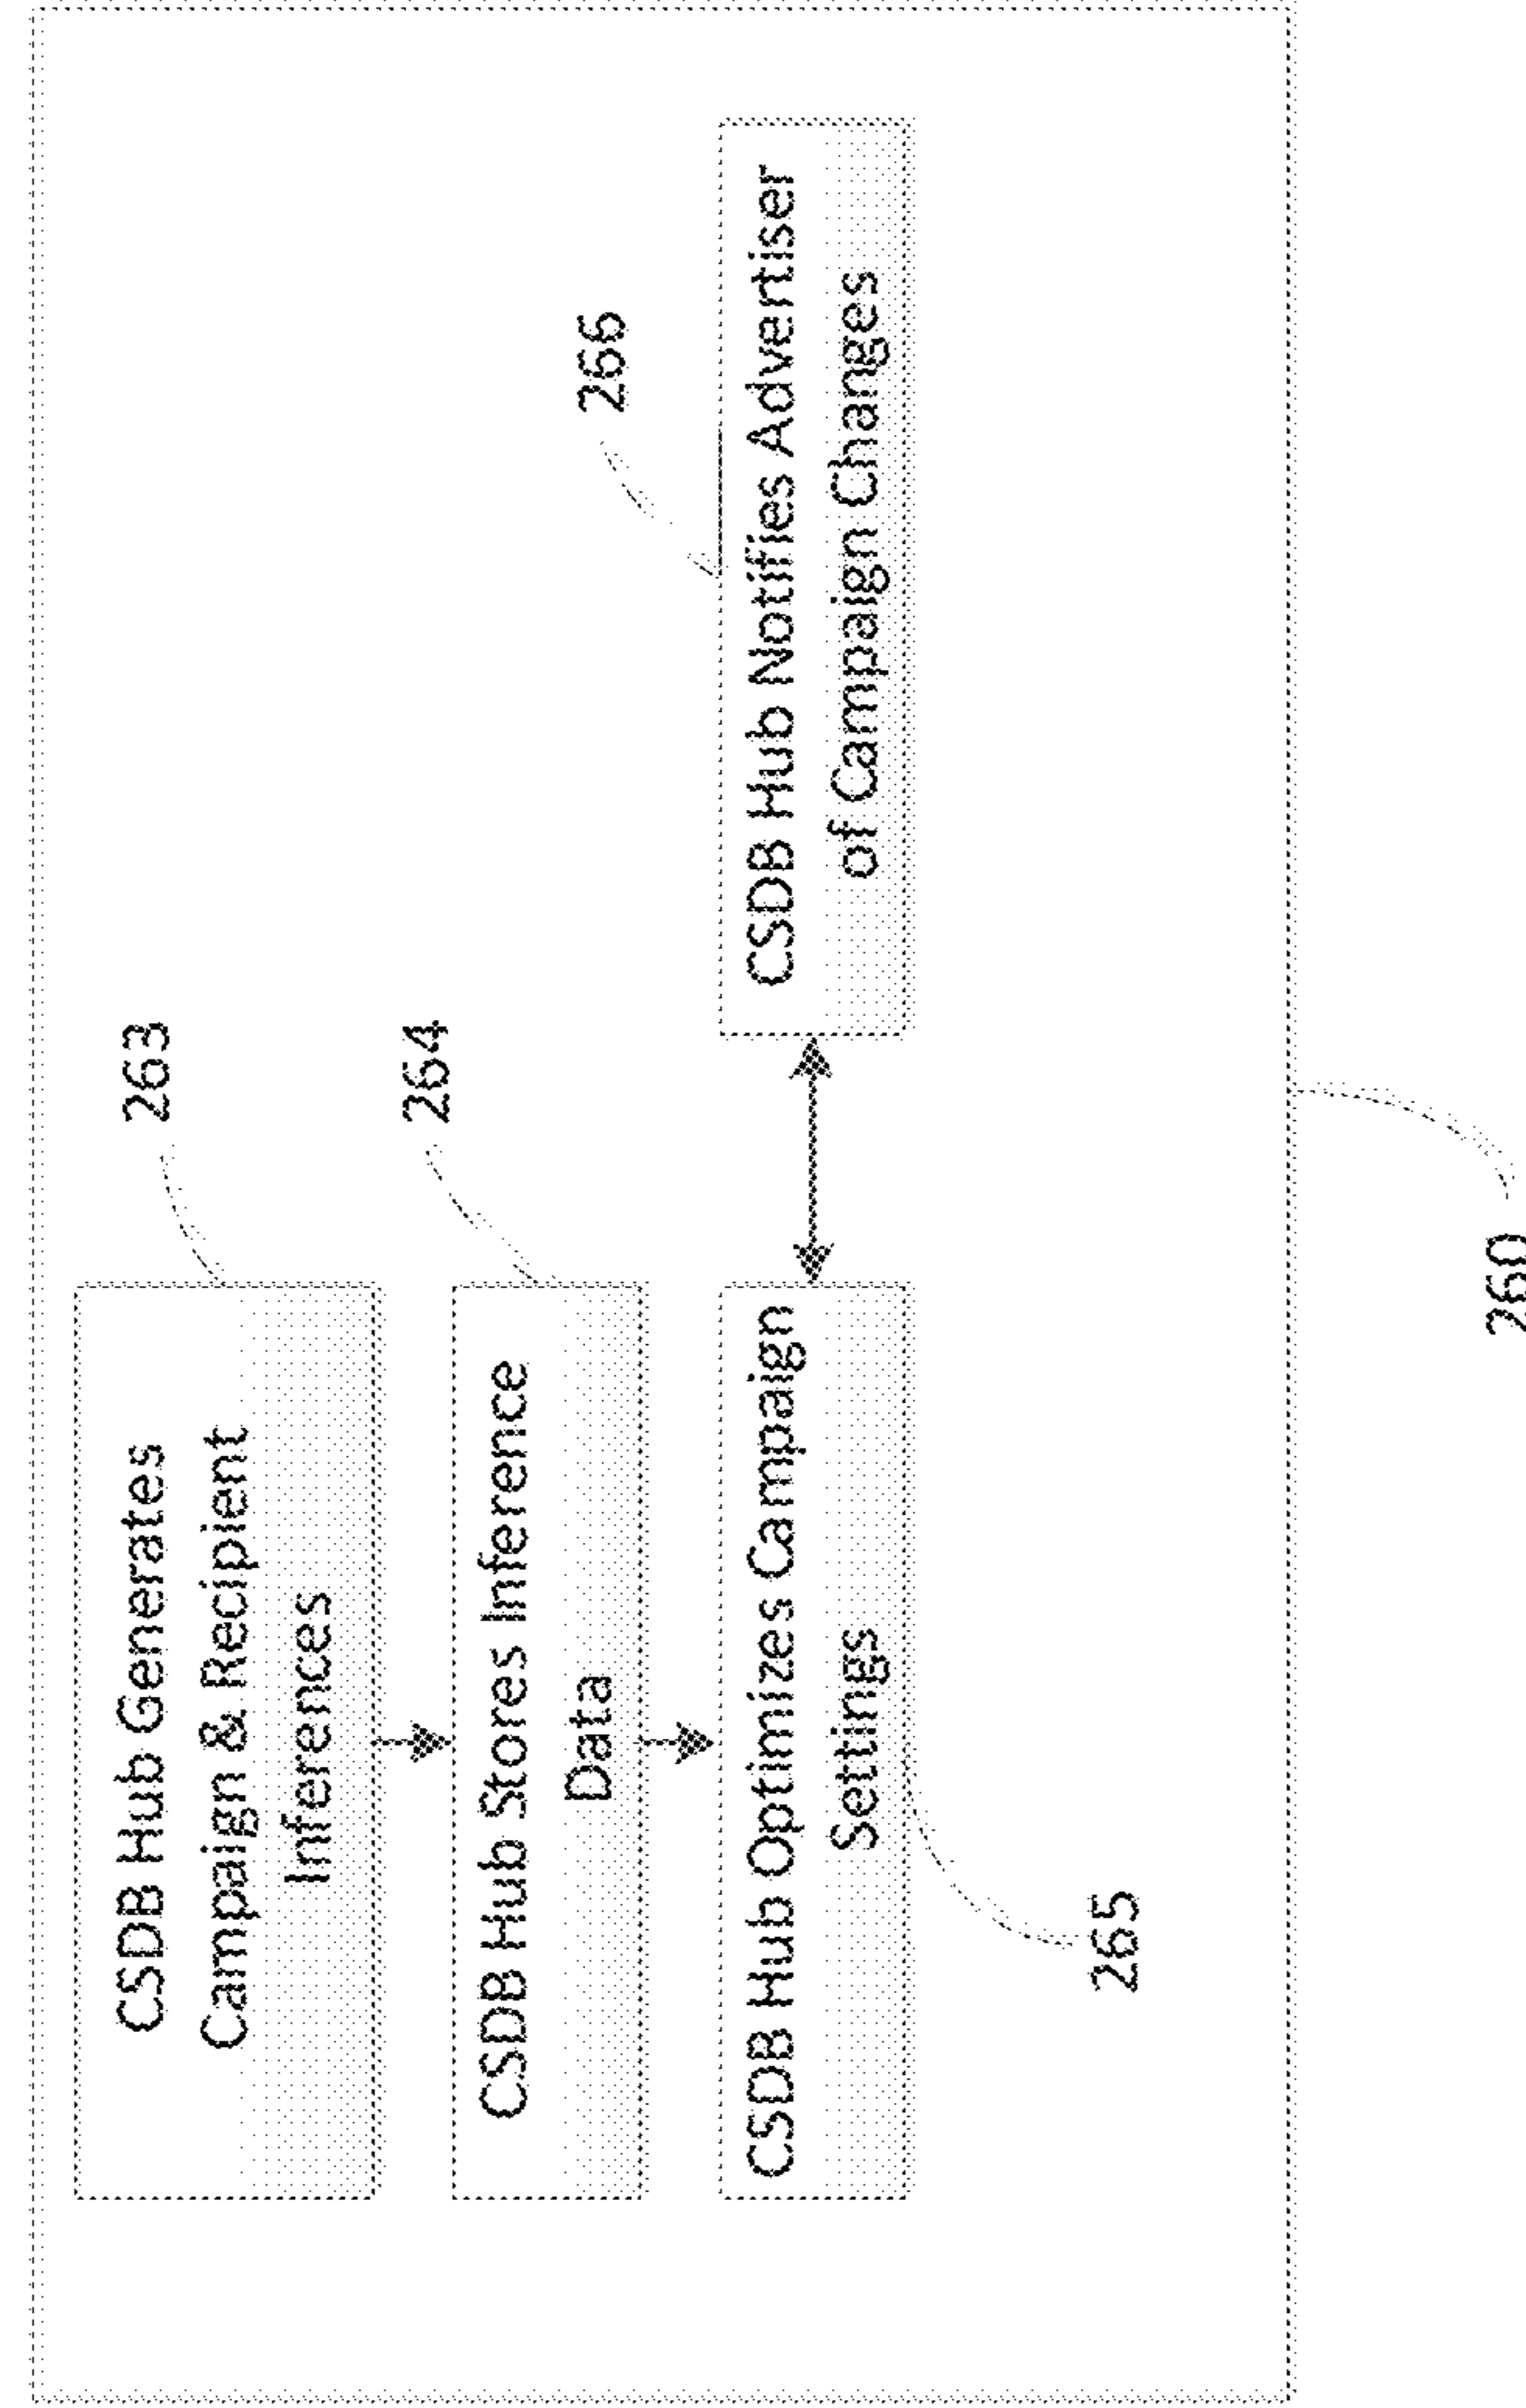 263
CSDB Hub Generates
Campaign & Recipient
Inferences
264
CSDB Hub Stores Inference
Data
266
CSDB Hub Optimizes Campaign
Settings
CSDB Hub Notifies Advertiser
of Campaign Changes
265
260